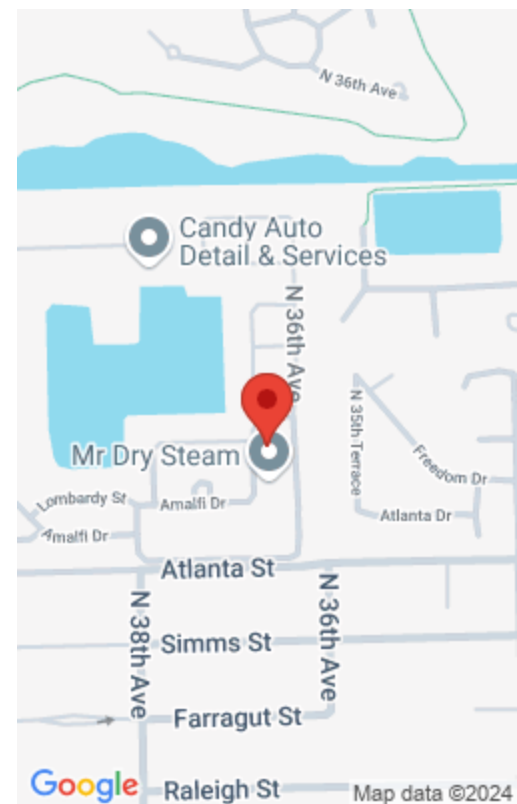 N 36th Ave
Candy Auto
Detail & Services
N 36th Ave
Mr Dry Steam
N 35th Terrace
Freedom Dr
Lombardy St
Amalfi Dr
Atlanta Dr
Amalfi Dr
Atlanta St
N 38th Ave
N 36th Ave
Simms St
Farragut St
Raleigh St
Google
Map data ©2024